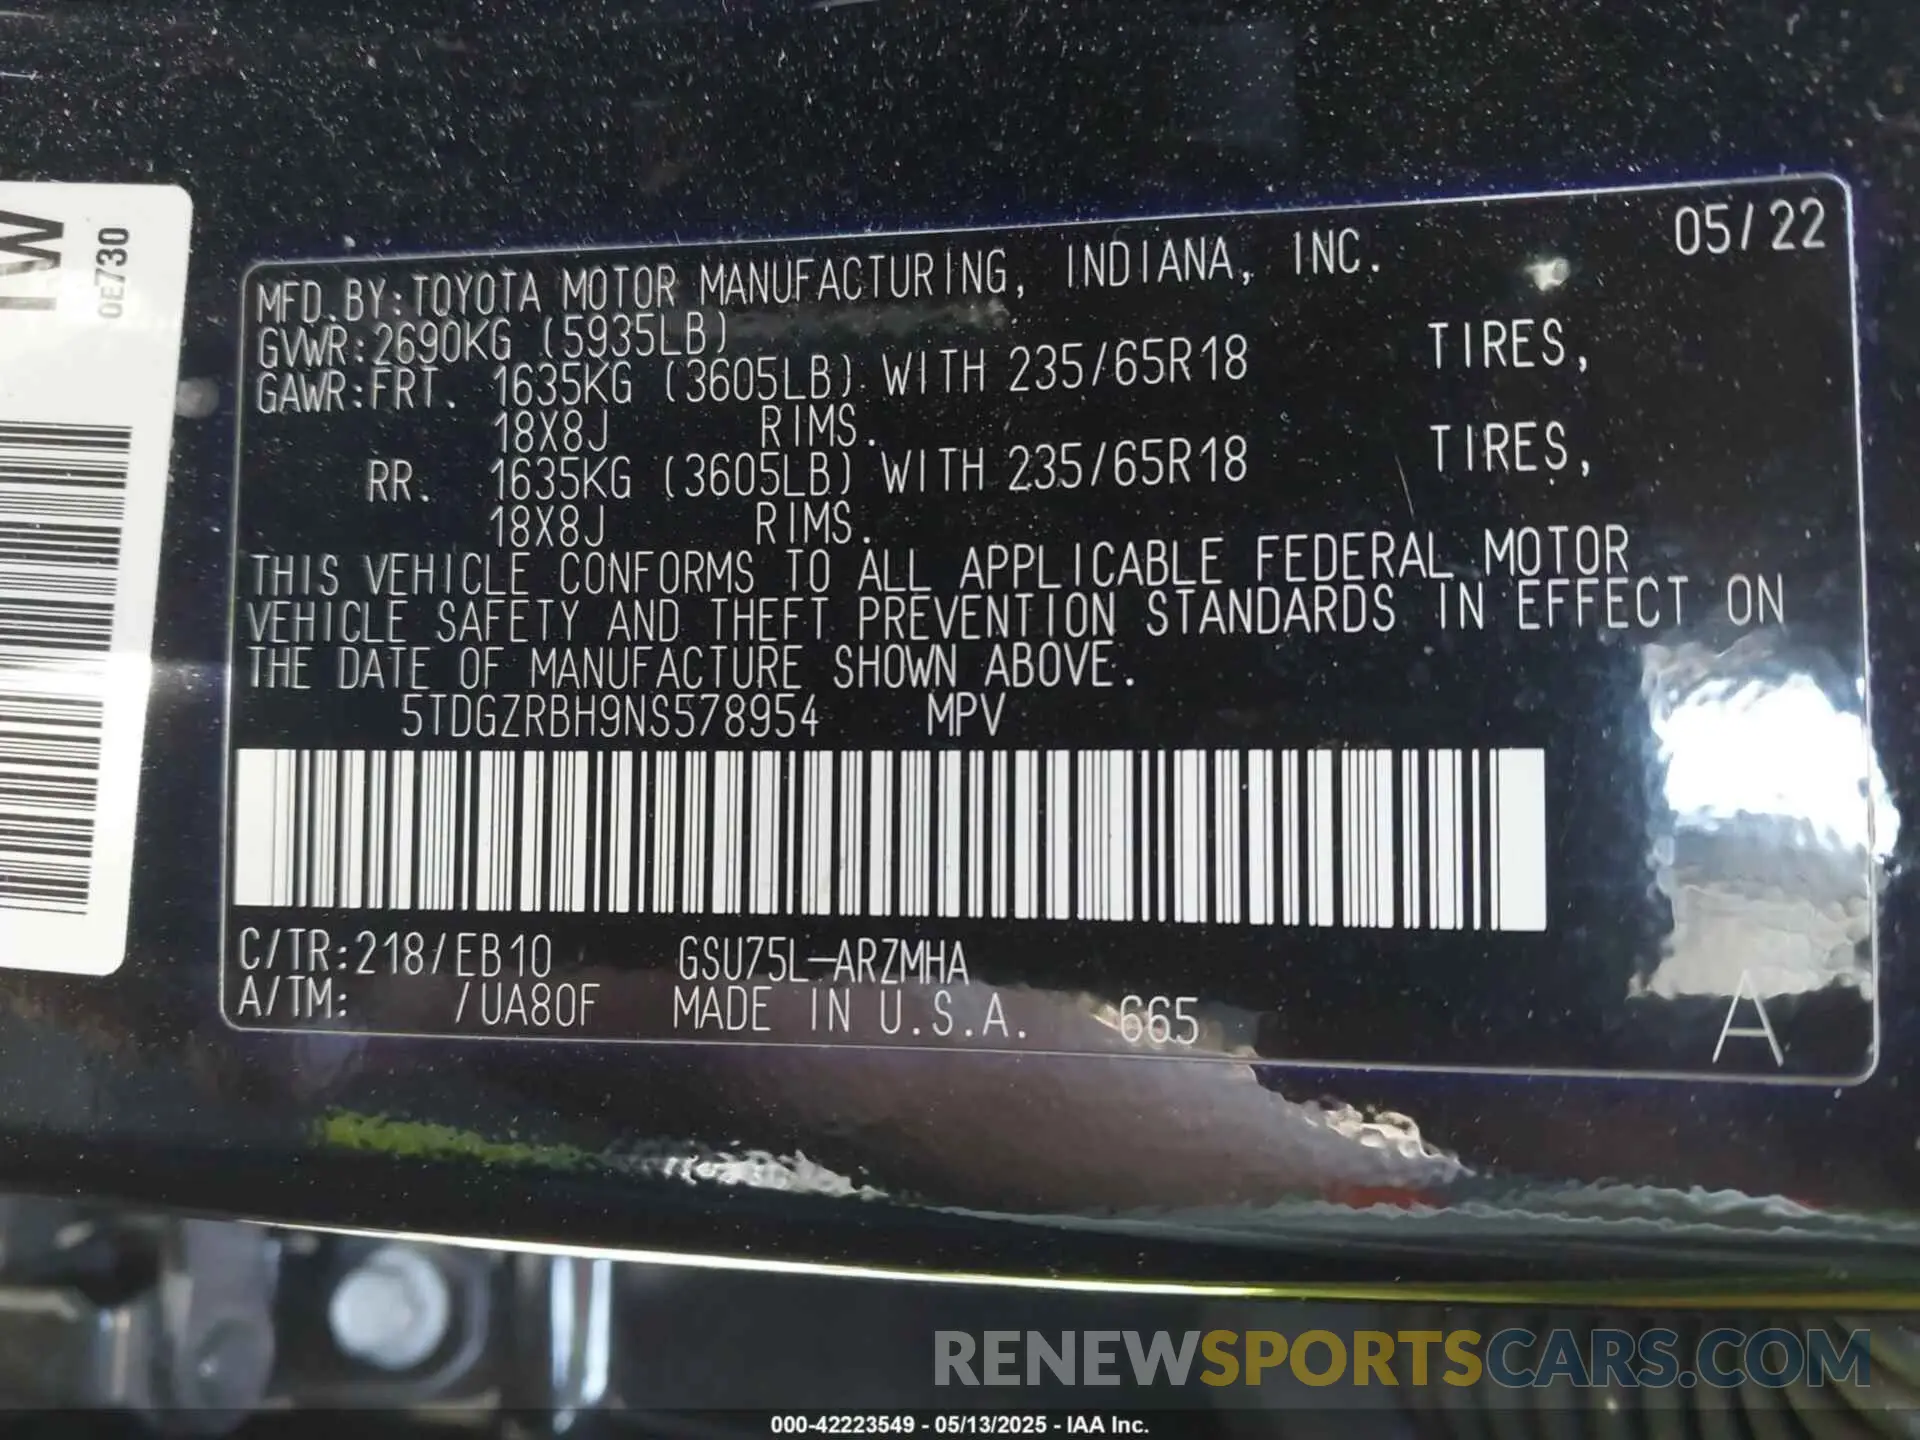 05/22
MFD.BY:TOYOTA MOTOR MANUFACTURING, INDIANA, INC.
GVWR:2690KG (5935LB)
GAWR:FRT. 1635KG (3605LB) WITH 235/65R18 TIRES,
18X8J RIMS.
RR. 1635KG (3605LB) WITH 235/65R18 TIRES,
18X8J RIMS.
THIS VEHICLE CONFORMS TO ALL APPLICABLE FEDERAL MOTOR
VEHICLE SAFETY AND THEFT PREVENTION STANDARDS IN EFFECT ON
THE DATE OF MANUFACTURE SHOWN ABOVE.
5TDGZRBH9NS578954 MPV
C/TR:218/EB10 GSU75L-ARZMHA
A/TM: /UA80F MADE IN U.S.A. 665
A
0E730
RENEWSPORTSCARS.COM
000-42223549 - 05/13/2025 - IAA Inc.